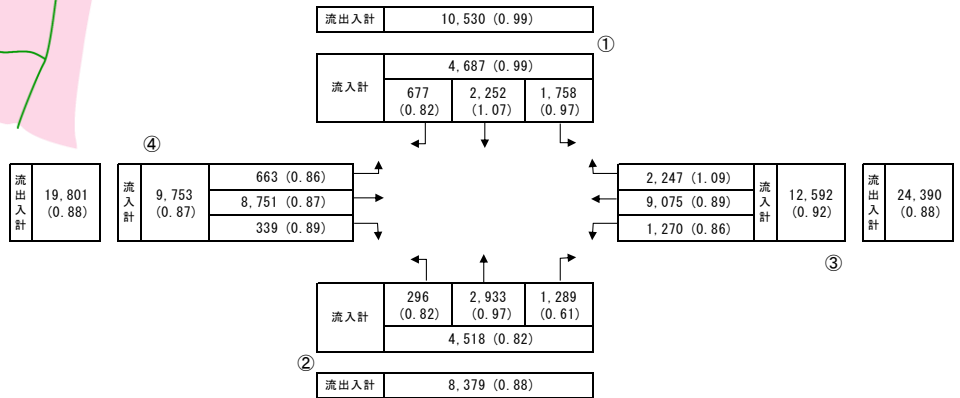 流出入計 10,530 (0.99)
①
流入計 4,687 (0.99)
677 2,252 1,758
(0.82) (1.07) (0.97)
④
流出入計 19,801 (0.88)
流入計 9,753 (0.87)
663 (0.86)
8,751 (0.87)
339 (0.89)
2,247 (1.09)
9,075 (0.89)
1,270 (0.86)
流入計 12,592 (0.92)
流出入計 24,390 (0.88)
③
流入計
296 2,933 1,289
(0.82) (0.97) (0.61)
4,518 (0.82)
②
流出入計 8,379 (0.88)